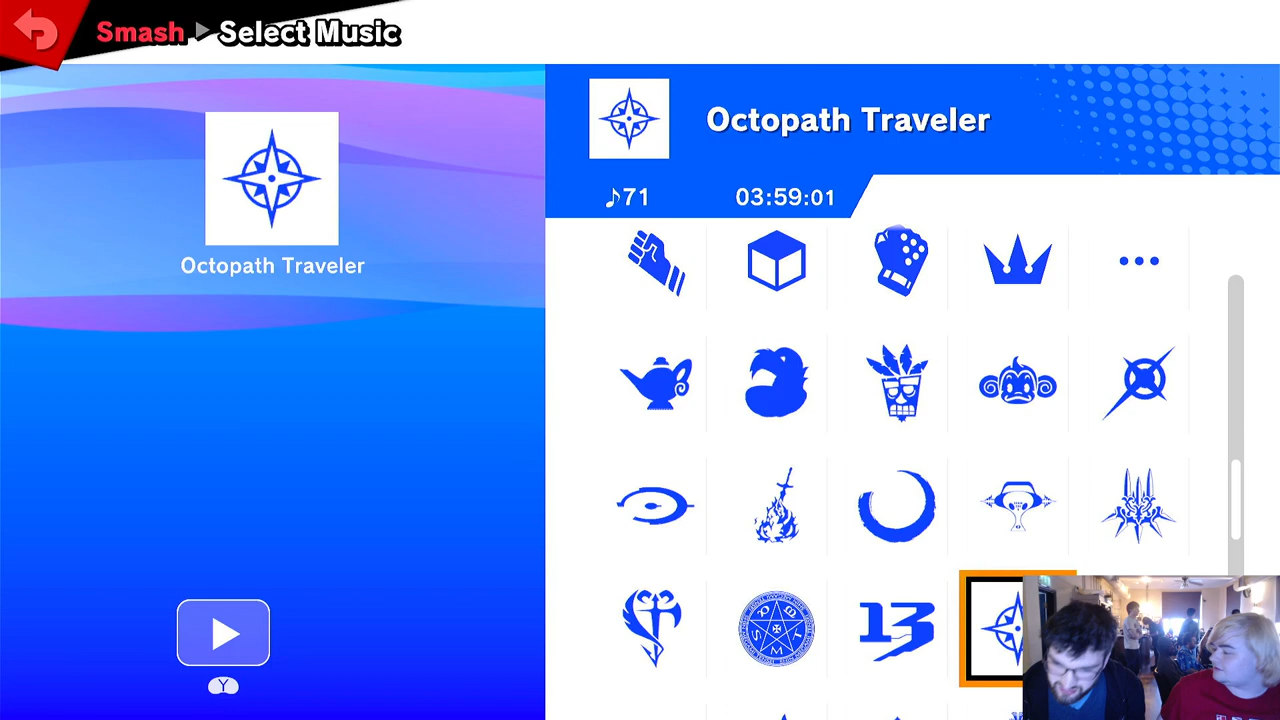 Smash ▶ Select Music
Octopath Traveler
Octopath Traveler
♪71 03:59:01
13
Y